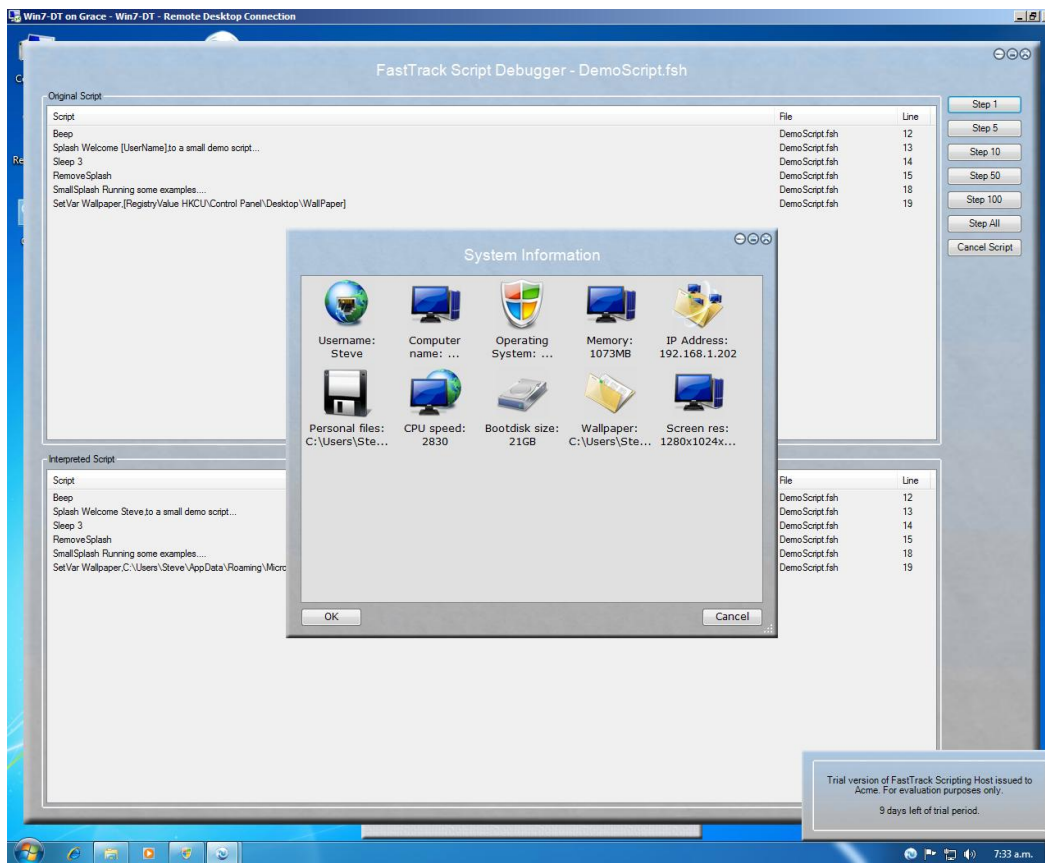 Win7-DT on Grace - Win7-DT - Remote Desktop Connection
FastTrack Script Debugger - DemoScript.fsh
Original Script
Script File Line
Beep DemoScript.fsh 12
Splash Welcome [UserName],to a small demo script... DemoScript.fsh 13
Sleep 3 DemoScript.fsh 14
RemoveSplash DemoScript.fsh 15
SmallSplash Running some examples.... DemoScript.fsh 18
SetVar Wallpaper,[RegistryValue HKCU\Control Panel\Desktop\WallPaper] DemoScript.fsh 19
Step 1
Step 5
Step 10
Step 50
Step 100
Step All
Cancel Script
System Information
Username:
Steve
Computer
name: ...
Operating
System: ...
Memory:
1073MB
IP Address:
192.168.1.202
Personal files:
C:\Users\Ste...
CPU speed:
2830
Bootdisk size:
21GB
Wallpaper:
C:\Users\Ste...
Screen res:
1280x1024x...
OK
Cancel
Interpreted Script
Script File Line
Beep DemoScript.fsh 12
Splash Welcome Steve,to a small demo script... DemoScript.fsh 13
Sleep 3 DemoScript.fsh 14
RemoveSplash DemoScript.fsh 15
SmallSplash Running some examples.... DemoScript.fsh 18
SetVar Wallpaper,C:\Users\Steve\AppData\Roaming\Micro DemoScript.fsh 19
Trial version of FastTrack Scripting Host issued to
Acme. For evaluation purposes only.
9 days left of trial period.
7:33 a.m.